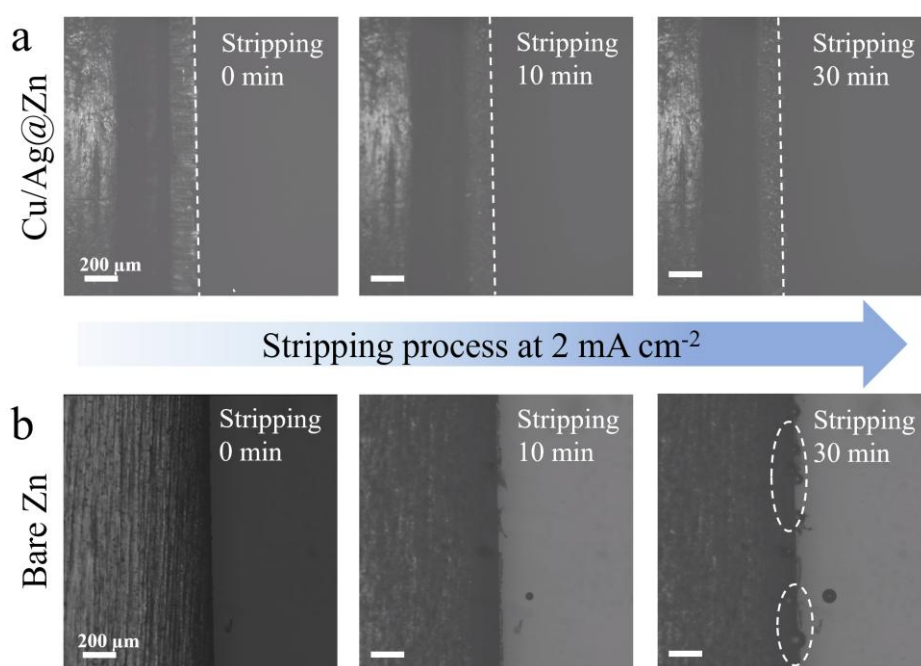 a
Cu/Ag@Zn
Stripping
0 min
200 µm
Stripping
10 min
Stripping
30 min
Stripping process at 2 mA cm⁻²
b
Bare Zn
Stripping
0 min
200 µm
Stripping
10 min
Stripping
30 min